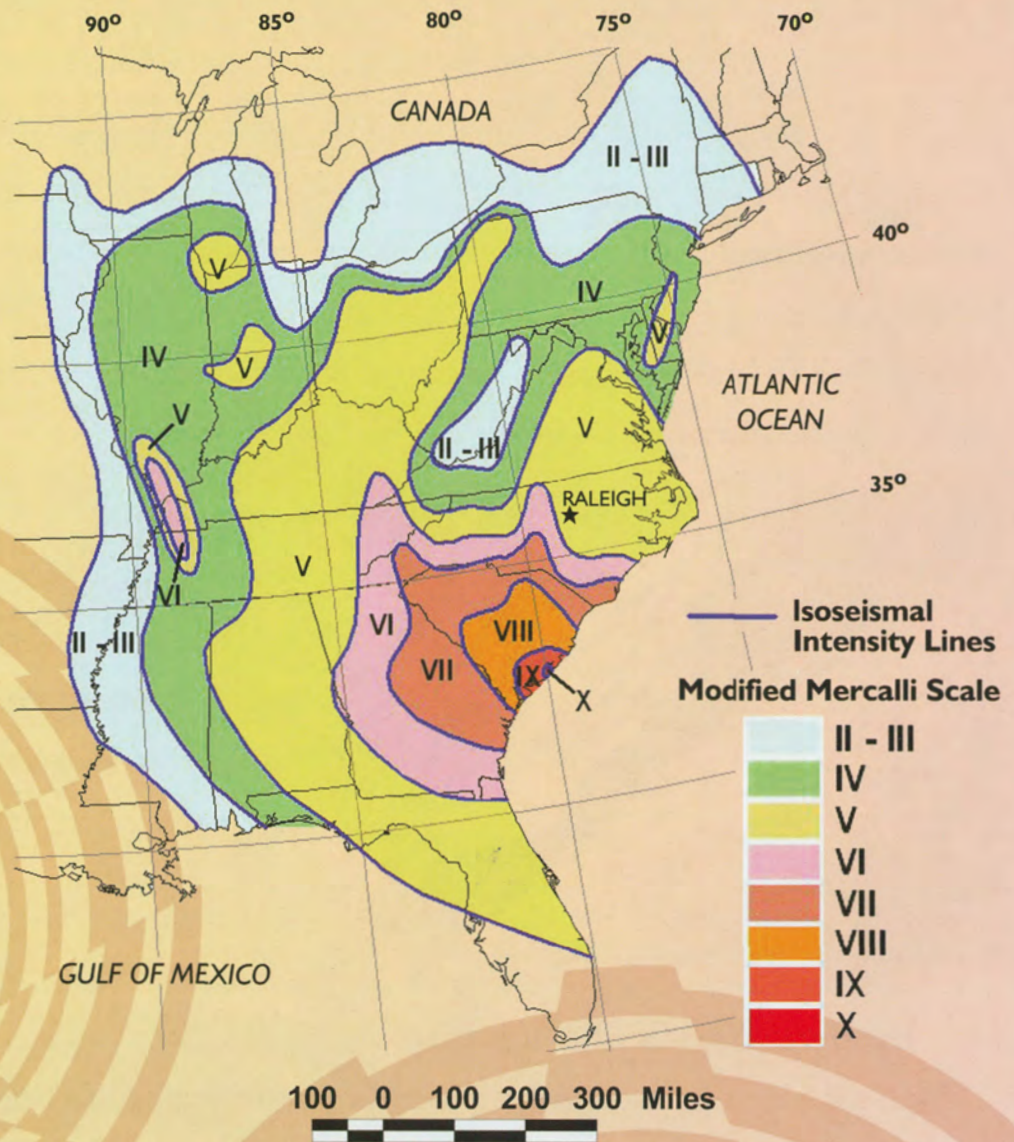 90° 85° 80° 75° 70°
CANADA
II - III
40°
V
IV
IV
V
V
ATLANTIC
OCEAN
V
V
II - III
35°
RALEIGH
V
VI
II - III
VI
VIII
VII
IX
X
Isoseismal
Intensity Lines
Modified Mercalli Scale
II - III
IV
V
VI
VII
VIII
IX
X
GULF OF MEXICO
100 0 100 200 300 Miles